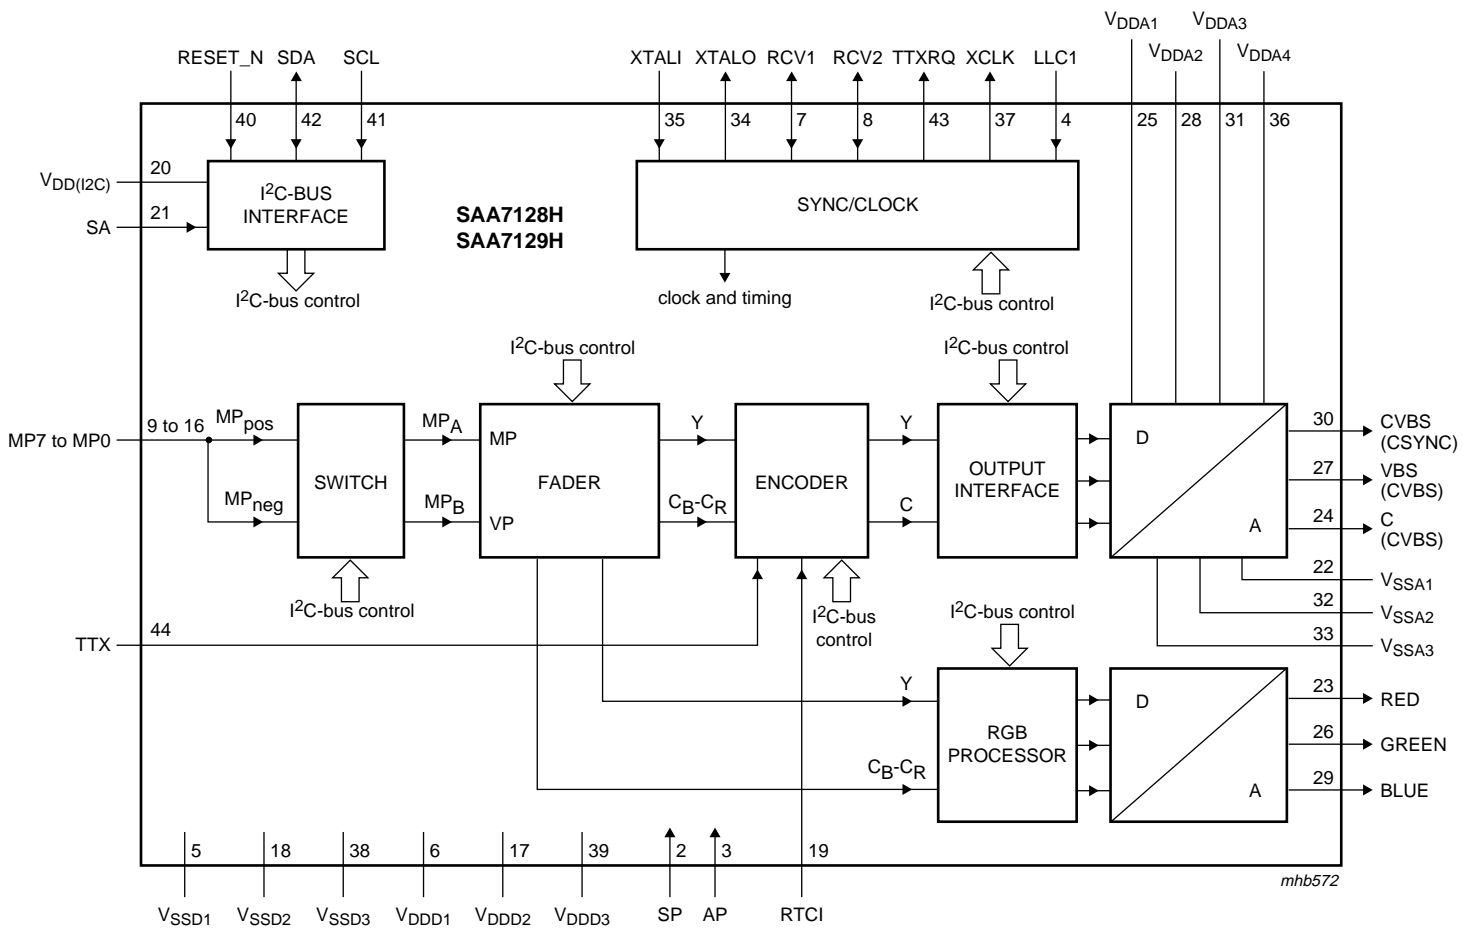 VDDA1
VDDA3
VDDA2
VDDA4
RESET_N SDA SCL
XTALI XTALO RCV1 RCV2 TTXRQ XCLK LLC1
40 42 41
35 34 7 8 43 37 4
25 28 31 36
VDD(I2C)
20
SA
21
I2C-BUS
INTERFACE
SAA7128H
SAA7129H
SYNC/CLOCK
I2C-bus control
clock and timing
I2C-bus control
I2C-bus control
I2C-bus control
MP7 to MP0
9 to 16
MPpos
MPneg
SWITCH
MPA
MPB
MP
FADER
VP
Y
CB-CR
ENCODER
Y
C
OUTPUT
INTERFACE
D
A
30
CVBS
(CSYNC)
27
VBS
(CVBS)
24
C
(CVBS)
22
VSSA1
32
VSSA2
33
VSSA3
I2C-bus control
I2C-bus
control
I2C-bus control
TTX
44
Y
CB-CR
RGB
PROCESSOR
D
A
23
RED
26
GREEN
29
BLUE
5 18 38 6 17 39 2 3 19
VSSD1 VSSD2 VSSD3 VDDD1 VDDD2 VDDD3 SP AP RTCI
mhb572